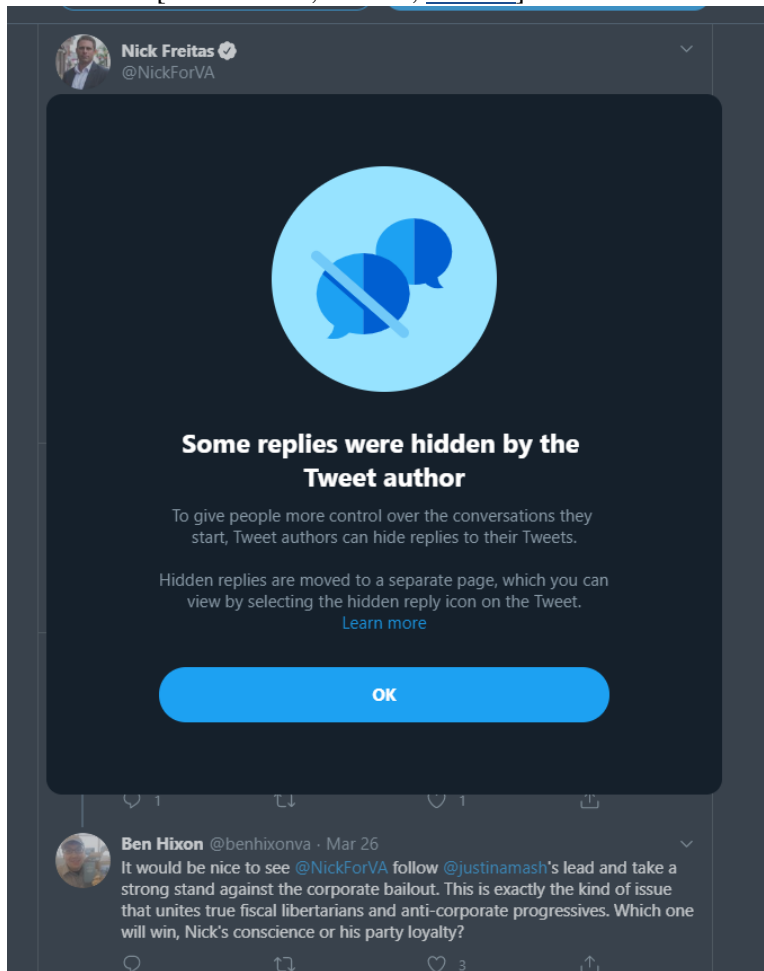 Nick Freitas
@NickForVA
Some replies were hidden by the
Tweet author
To give people more control over the conversations they
start, Tweet authors can hide replies to their Tweets.
Hidden replies are moved to a separate page, which you can
view by selecting the hidden reply icon on the Tweet.
Learn more
OK
1
1
Ben Hixon @benhixonva · Mar 26
It would be nice to see @NickForVA follow @justinamash's lead and take a
strong stand against the corporate bailout. This is exactly the kind of issue
that unites true fiscal libertarians and anti-corporate progressives. Which one
will win, Nick's conscience or his party loyalty?
3